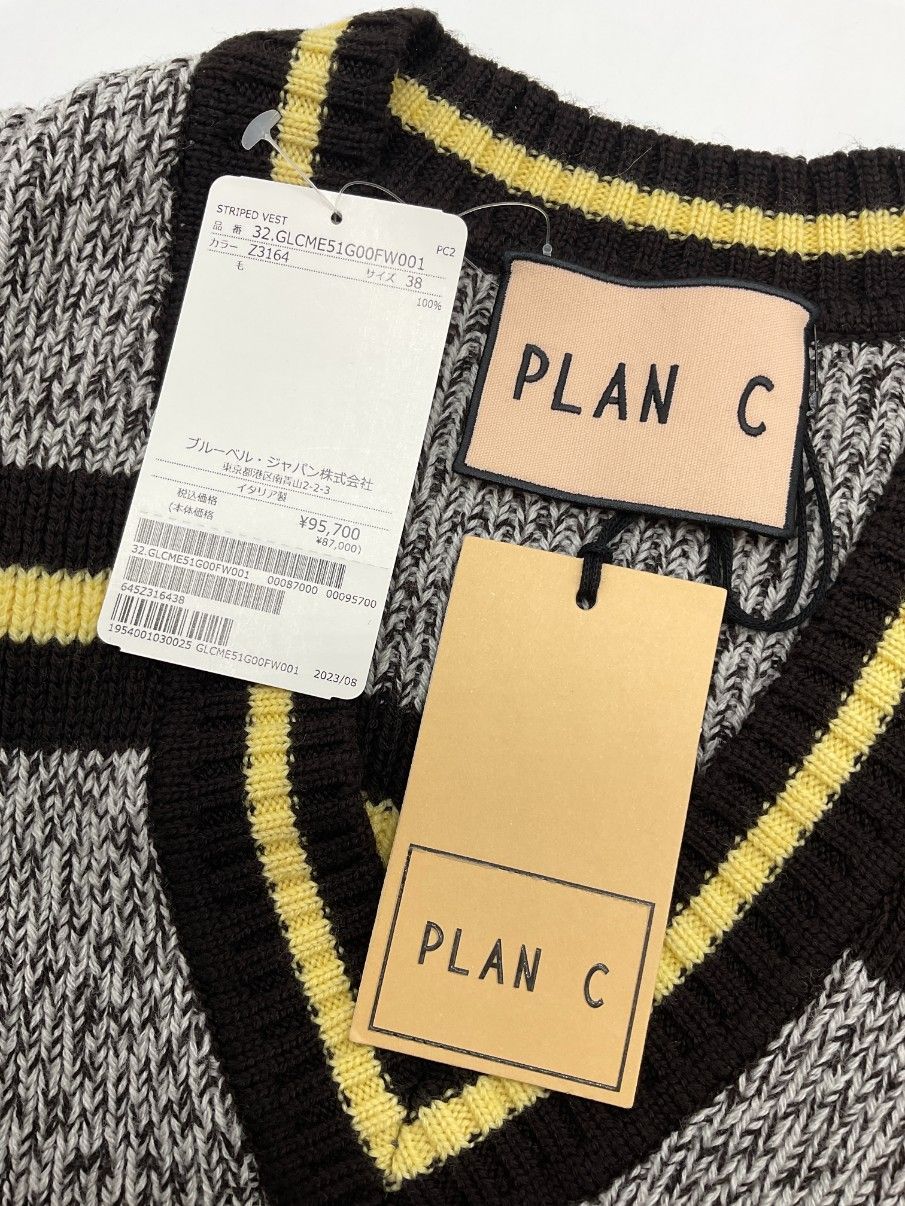 STRIPED VEST
品 番 32.GLCME51G00FW001 PC2
カラー Z3164 サイズ 38
毛 100%
ブルーベル・ジャパン株式会社
東京都港区南青山2-2-3
イタリア製
税込価格 ¥95,700
(本体価格 ¥87,000)
32.GLCME51G00FW001 00087000 00095700
645Z316438
1954001030025 GLCME51G00FW001 2023/08
PLAN C
PLAN C